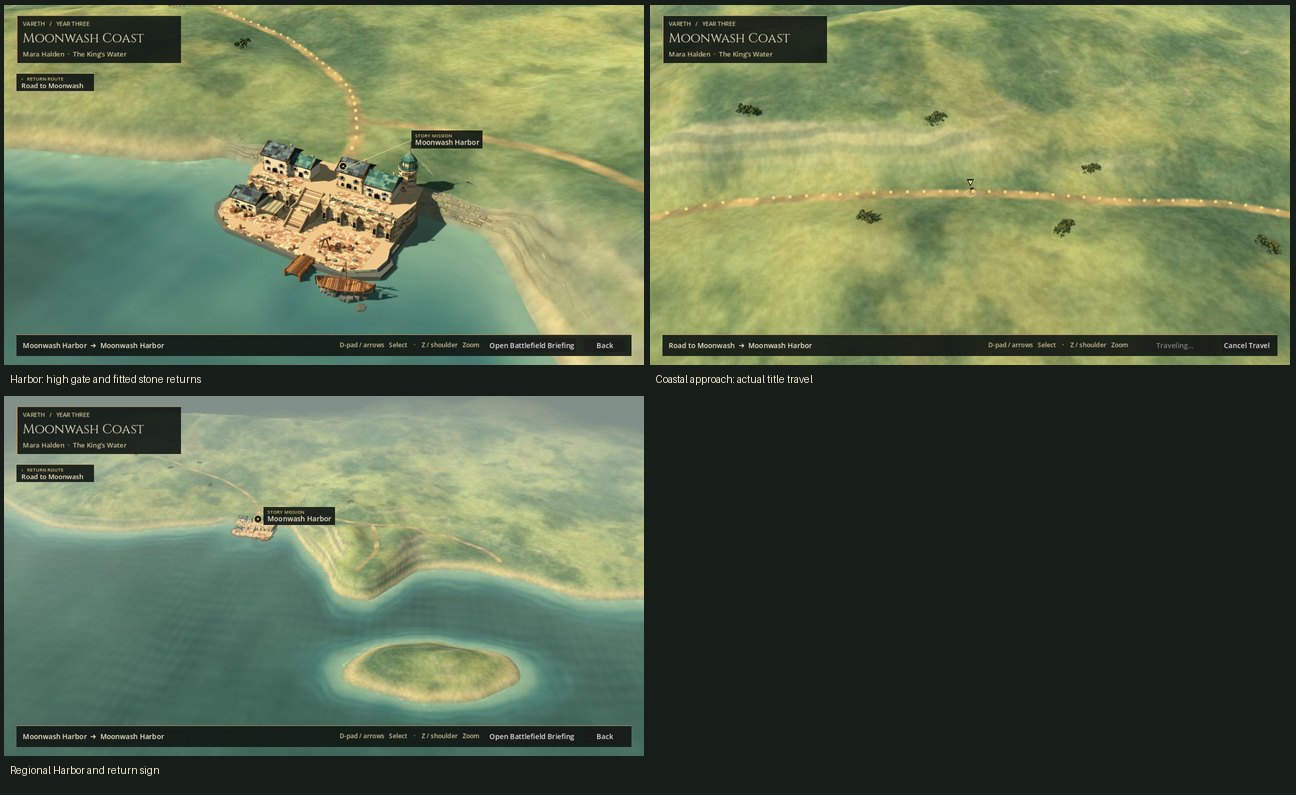 VARETH / YEAR THREE
MOONWASH COAST
Mara Halden · The King's Water
‹ RETURN ROUTE
Road to Moonwash
STORY MISSION
Moonwash Harbor
Moonwash Harbor → Moonwash Harbor
D-pad / arrows Select · Z / shoulder Zoom
Open Battlefield Briefing
Back
Harbor: high gate and fitted stone returns
VARETH / YEAR THREE
MOONWASH COAST
Mara Halden · The King's Water
Road to Moonwash → Moonwash Harbor
D-pad / arrows Select · Z / shoulder Zoom
Traveling...
Cancel Travel
Coastal approach: actual title travel
VARETH / YEAR THREE
MOONWASH COAST
Mara Halden · The King's Water
‹ RETURN ROUTE
Road to Moonwash
STORY MISSION
Moonwash Harbor
Moonwash Harbor → Moonwash Harbor
D-pad / arrows Select · Z / shoulder Zoom
Open Battlefield Briefing
Back
Regional Harbor and return sign